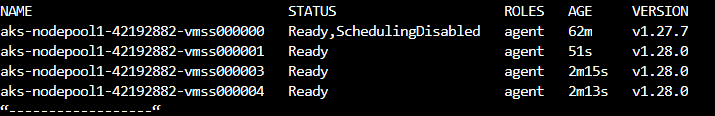 NAME STATUS ROLES AGE VERSION
aks-nodepool1-42192882-vmss000000 Ready,SchedulingDisabled agent 62m v1.27.7
aks-nodepool1-42192882-vmss000001 Ready agent 51s v1.28.0
aks-nodepool1-42192882-vmss000003 Ready agent 2m15s v1.28.0
aks-nodepool1-42192882-vmss000004 Ready agent 2m13s v1.28.0
“------------------“